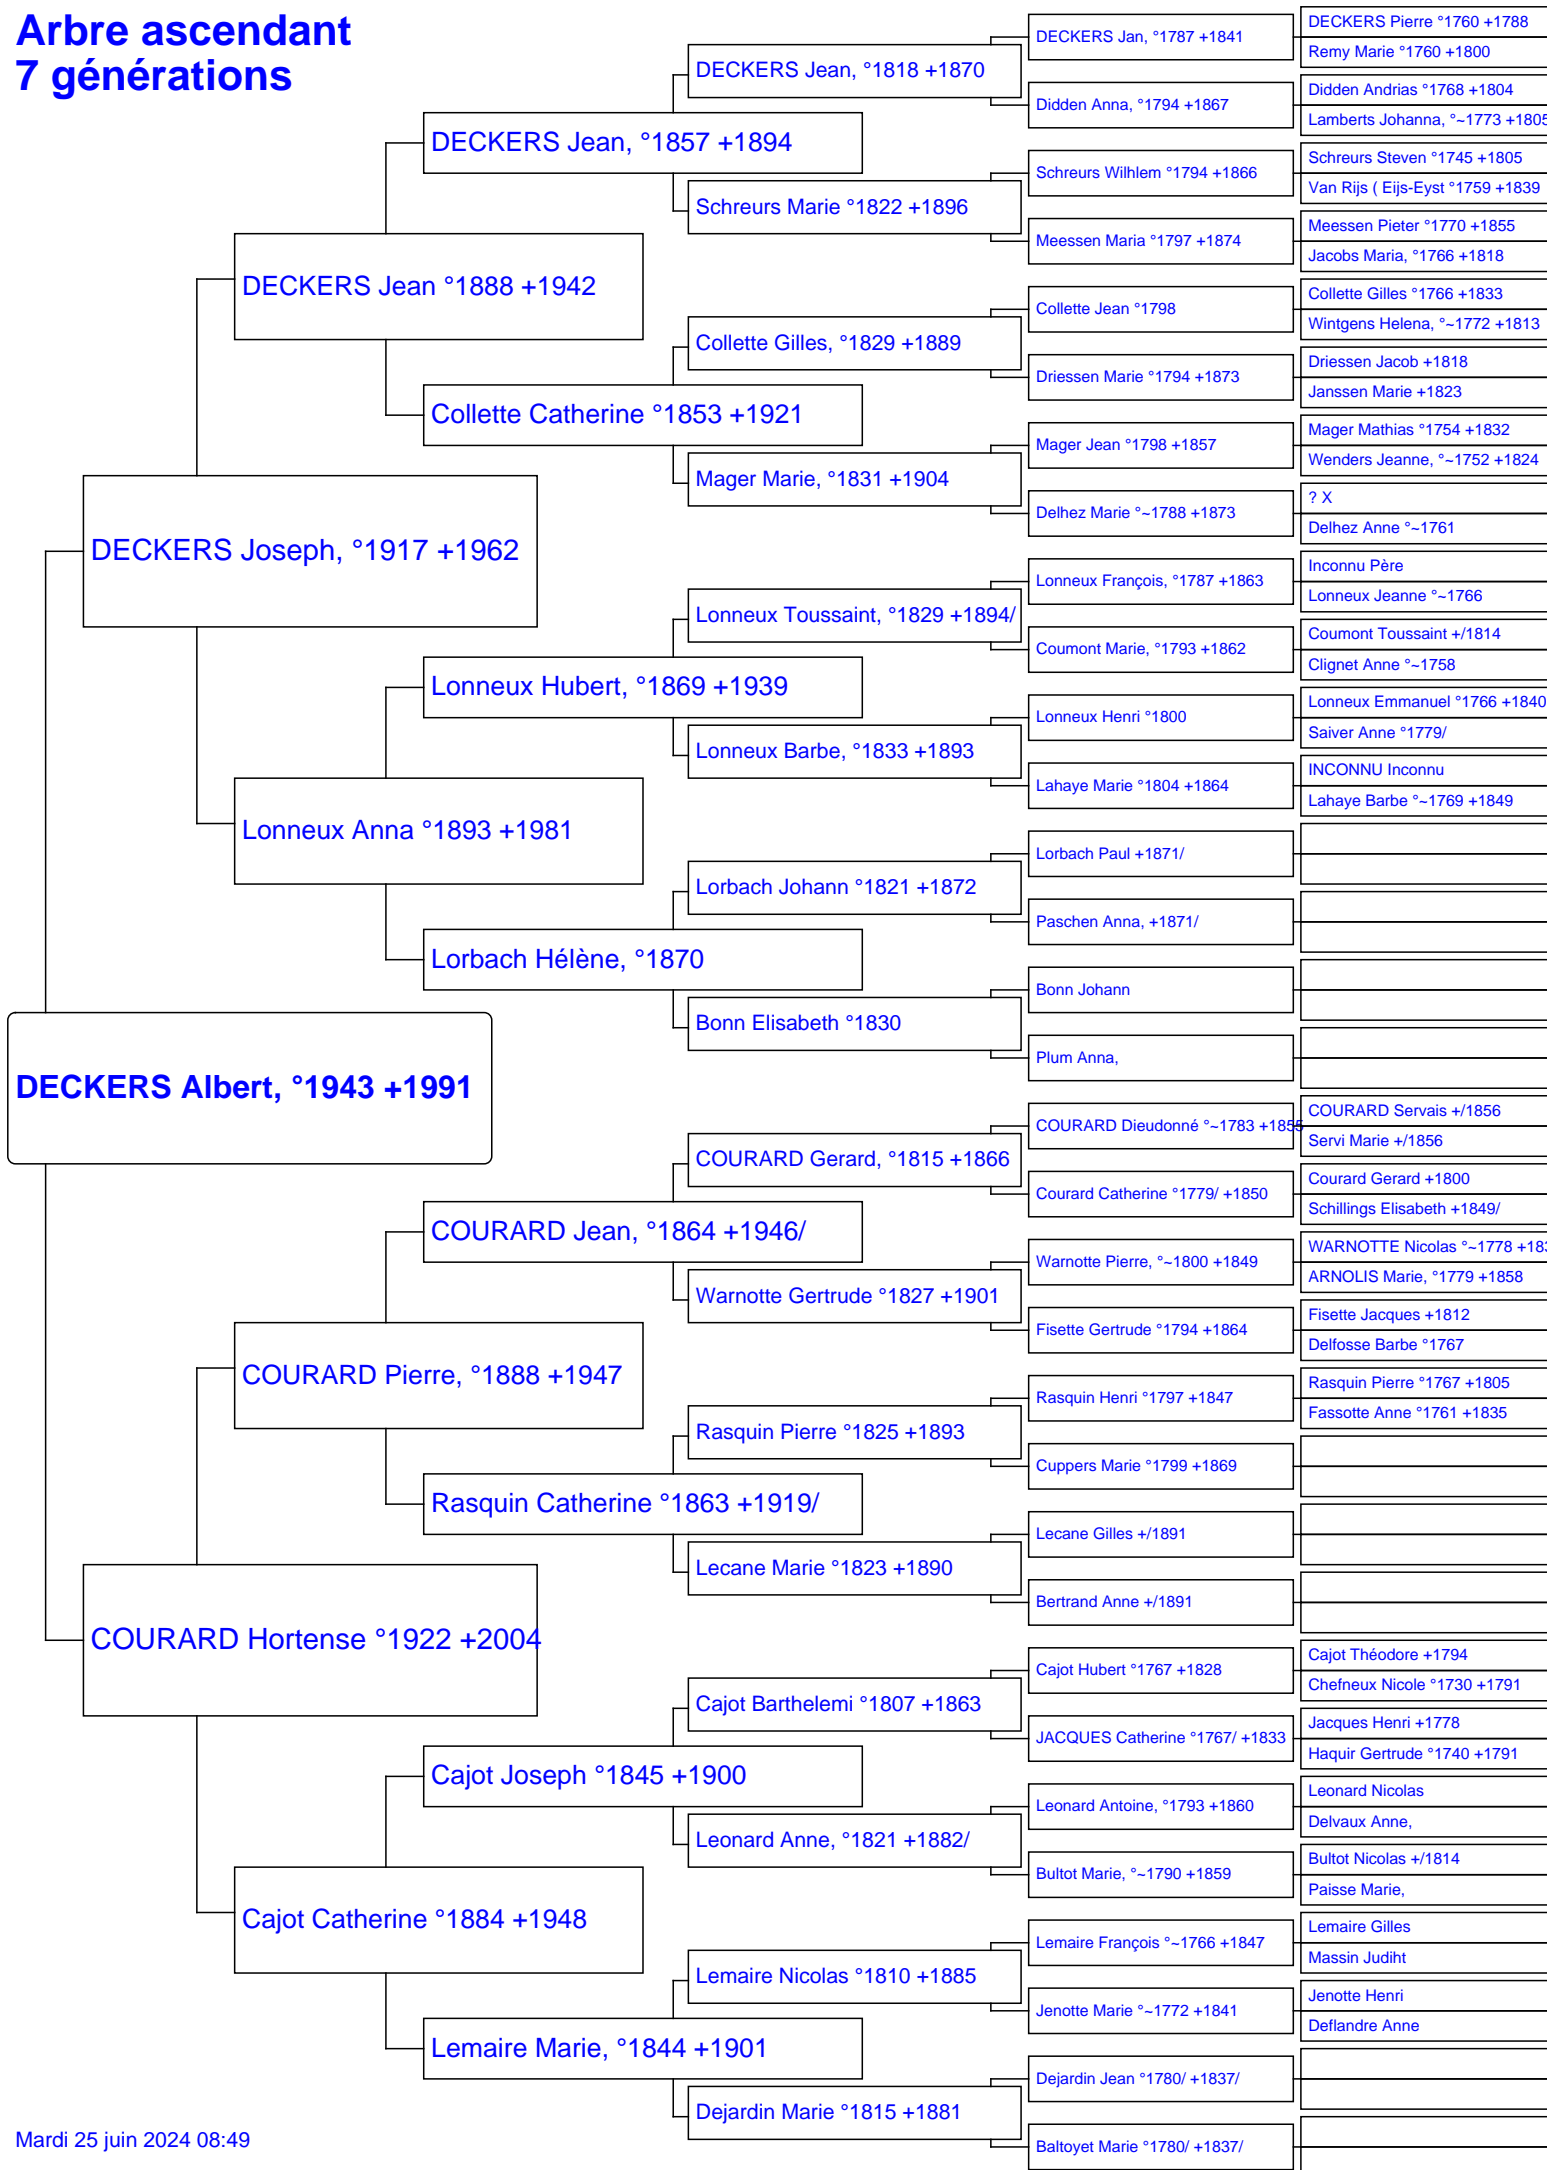 Arbre ascendant
7 générations
DECKERS Albert, °1943 +1991
DECKERS Joseph, °1917 +1962
COURARD Hortense °1922 +2004
DECKERS Jean °1888 +1942
Lonneux Anna °1893 +1981
COURARD Pierre, °1888 +1947
Cajot Catherine °1884 +1948
DECKERS Jean, °1857 +1894
Collette Catherine °1853 +1921
Lonneux Hubert, °1869 +1939
Lorbach Hélène, °1870
COURARD Jean, °1864 +1946/
Rasquin Catherine °1863 +1919/
Cajot Joseph °1845 +1900
Lemaire Marie, °1844 +1901
DECKERS Jean, °1818 +1870
Schreurs Marie °1822 +1896
Collette Gilles, °1829 +1889
Mager Marie, °1831 +1904
Lonneux Toussaint, °1829 +1894/
Lonneux Barbe, °1833 +1893
Lorbach Johann °1821 +1872
Bonn Elisabeth °1830
COURARD Gerard, °1815 +1866
Warnotte Gertrude °1827 +1901
Rasquin Pierre °1825 +1893
Lecane Marie °1823 +1890
Cajot Barthelemi °1807 +1863
Leonard Anne, °1821 +1882/
Lemaire Nicolas °1810 +1885
Dejardin Marie °1815 +1881
DECKERS Jan, °1787 +1841
Didden Anna, °1794 +1867
Schreurs Wilhlem °1794 +1866
Meessen Maria °1797 +1874
Collette Jean °1798
Driessen Marie °1794 +1873
Mager Jean °1798 +1857
Delhez Marie °~1788 +1873
Lonneux François, °1787 +1863
Coumont Marie, °1793 +1862
Lonneux Henri °1800
Lahaye Marie °1804 +1864
Lorbach Paul +1871/
Paschen Anna, +1871/
Bonn Johann
Plum Anna,
COURARD Dieudonné °~1783 +1855
Courard Catherine °1779/ +1850
Warnotte Pierre, °~1800 +1849
Fisette Gertrude °1794 +1864
Rasquin Henri °1797 +1847
Cuppers Marie °1799 +1869
Lecane Gilles +/1891
Bertrand Anne +/1891
Cajot Hubert °1767 +1828
JACQUES Catherine °1767/ +1833
Leonard Antoine, °1793 +1860
Bultot Marie, °~1790 +1859
Lemaire François °~1766 +1847
Jenotte Marie °~1772 +1841
Dejardin Jean °1780/ +1837/
Baltoyet Marie °1780/ +1837/
DECKERS Pierre °1760 +1788
Remy Marie °1760 +1800
Didden Andrias °1768 +1804
Lamberts Johanna, °~1773 +1805
Schreurs Steven °1745 +1805
Van Rijs ( Eijs-Eyst °1759 +1839
Meessen Pieter °1770 +1855
Jacobs Maria, °1766 +1818
Collette Gilles °1766 +1833
Wintgens Helena, °~1772 +1813
Driessen Jacob +1818
Janssen Marie +1823
Mager Mathias °1754 +1832
Wenders Jeanne, °~1752 +1824
? X
Delhez Anne °~1761
Inconnu Père
Lonneux Jeanne °~1766
Coumont Toussaint +/1814
Clignet Anne °~1758
Lonneux Emmanuel °1766 +1840
Saiver Anne °1779/
INCONNU Inconnu
Lahaye Barbe °~1769 +1849
COURARD Servais +/1856
Servi Marie +/1856
Courard Gerard +1800
Schillings Elisabeth +1849/
WARNOTTE Nicolas °~1778
ARNOLIS Marie, °1779 +1858
Fisette Jacques +1812
Delfosse Barbe °1767
Rasquin Pierre °1767 +1805
Fassotte Anne °1761 +1835
Cajot Théodore +1794
Chefneux Nicole °1730 +1791
Jacques Henri +1778
Haquir Gertrude °1740 +1791
Leonard Nicolas
Delvaux Anne,
Bultot Nicolas +/1814
Paisse Marie,
Lemaire Gilles
Massin Judiht
Jenotte Henri
Deflandre Anne
Mardi 25 juin 2024 08:49